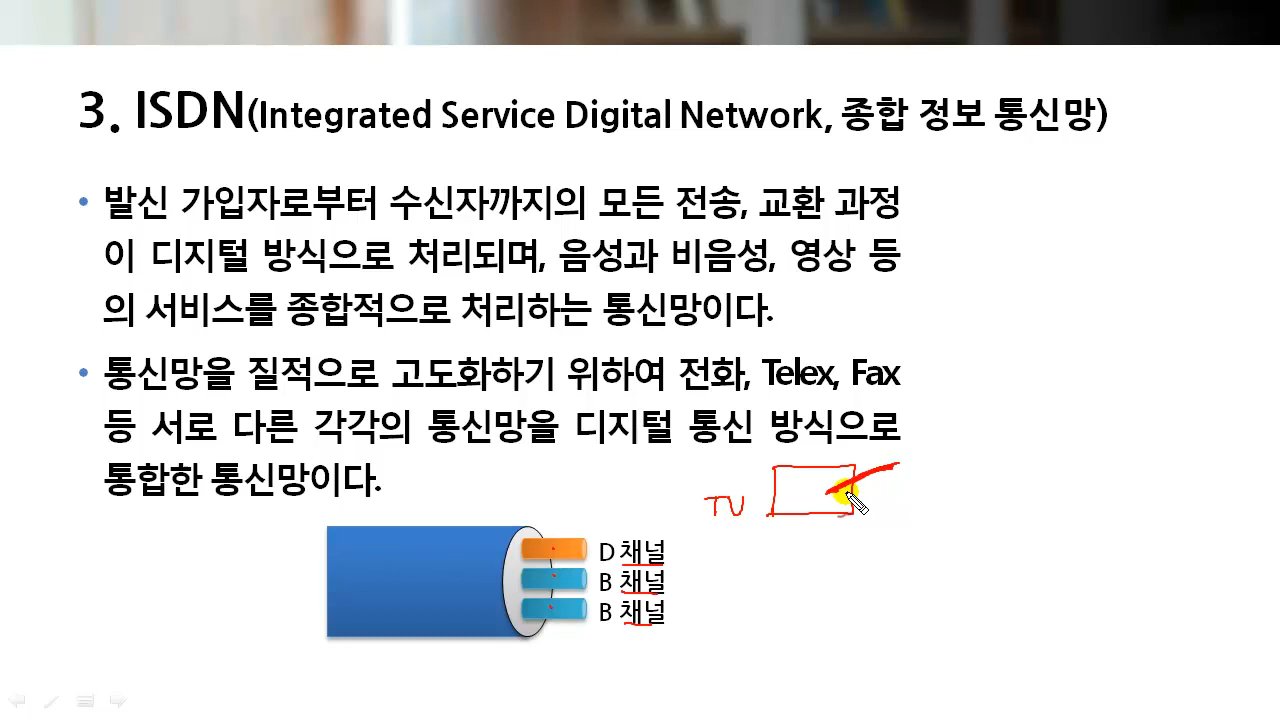 3. ISDN(Integrated Service Digital Network, 종합 정보 통신망)
• 발신 가입자로부터 수신자까지의 모든 전송, 교환 과정
이 디지털 방식으로 처리되며, 음성과 비음성, 영상 등
의 서비스를 종합적으로 처리하는 통신망이다.
• 통신망을 질적으로 고도화하기 위하여 전화, Telex, Fax
등 서로 다른 각각의 통신망을 디지털 통신 방식으로
통합한 통신망이다.
TV
D 채널
B 채널
B 채널